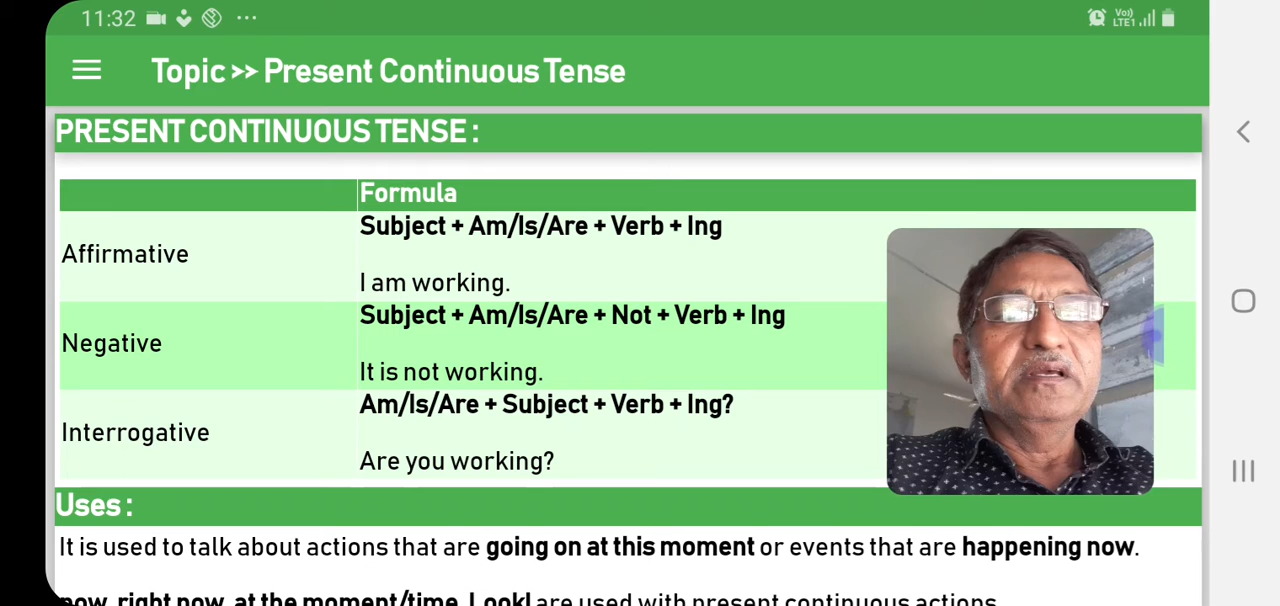 11:32
Vo)
LTE1
Topic >> Present Continuous Tense
PRESENT CONTINUOUS TENSE :
Formula
Affirmative
Subject + Am/Is/Are + Verb + Ing
I am working.
Negative
Subject + Am/Is/Are + Not + Verb + Ing
It is not working.
Interrogative
Am/Is/Are + Subject + Verb + Ing?
Are you working?
Uses :
It is used to talk about actions that are going on at this moment or events that are happening now.
now, right now, at the moment/time, Look! are used with present continuous actions